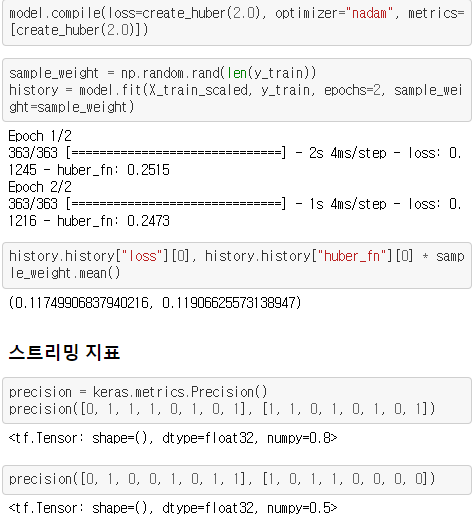 model.compile(loss=create_huber(2.0), optimizer="nadam", metrics=
[create_huber(2.0)])
sample_weight = np.random.rand(len(y_train))
history = model.fit(X_train_scaled, y_train, epochs=2, sample_wei
ght=sample_weight)
Epoch 1/2
363/363 [==============================] - 2s 4ms/step - loss: 0.
1245 - huber_fn: 0.2515
Epoch 2/2
363/363 [==============================] - 1s 4ms/step - loss: 0.
1216 - huber_fn: 0.2473
history.history["loss"][0], history.history["huber_fn"][0] * samp
le_weight.mean()
(0.11749906837940216, 0.11906625573138947)
스트리밍 지표
precision = keras.metrics.Precision()
precision([0, 1, 1, 1, 0, 1, 0, 1], [1, 1, 0, 1, 0, 1, 0, 1])
<tf.Tensor: shape=(), dtype=float32, numpy=0.8>
precision([0, 1, 0, 0, 1, 0, 1, 1], [1, 0, 1, 1, 0, 0, 0, 0])
<tf.Tensor: shape=(), dtype=float32, numpy=0.5>